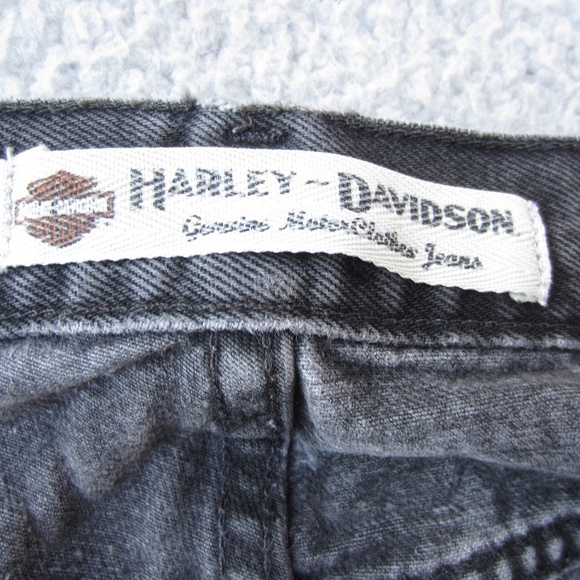 HARLEY~DAVIDSON
Genuine MotorClothes Jeans